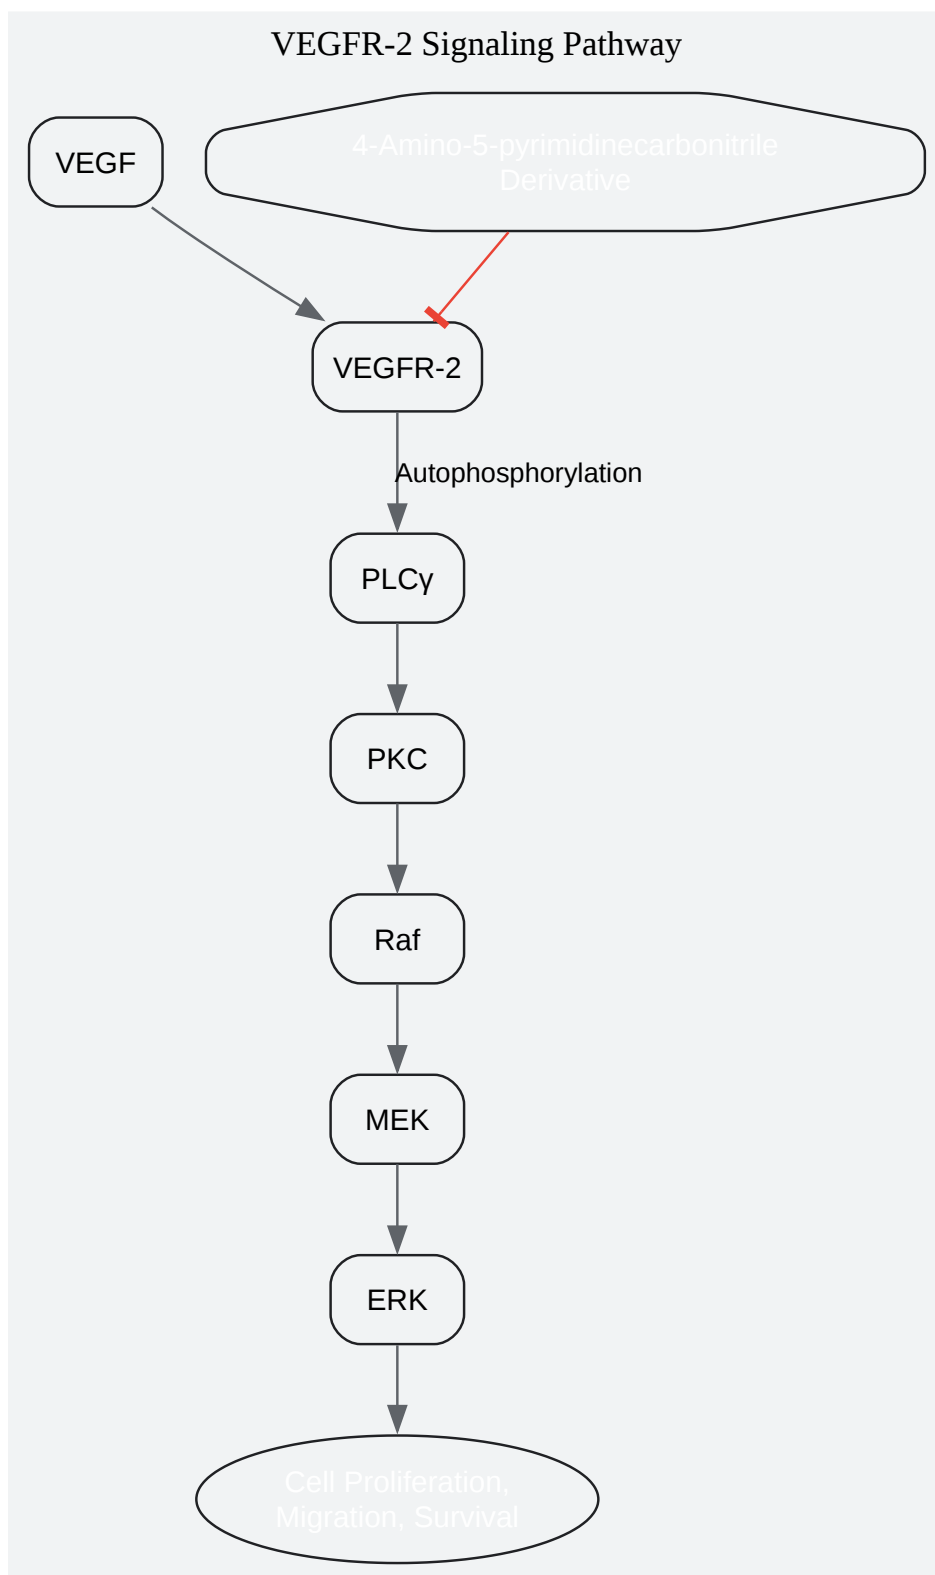 VEGFR-2 Signaling Pathway
VEGF
4-Amino-5-pyrimidinecarbonitrile
Derivative
VEGFR-2
Autophosphorylation
PLCγ
PKC
Raf
MEK
ERK
Cell Proliferation,
Migration, Survival